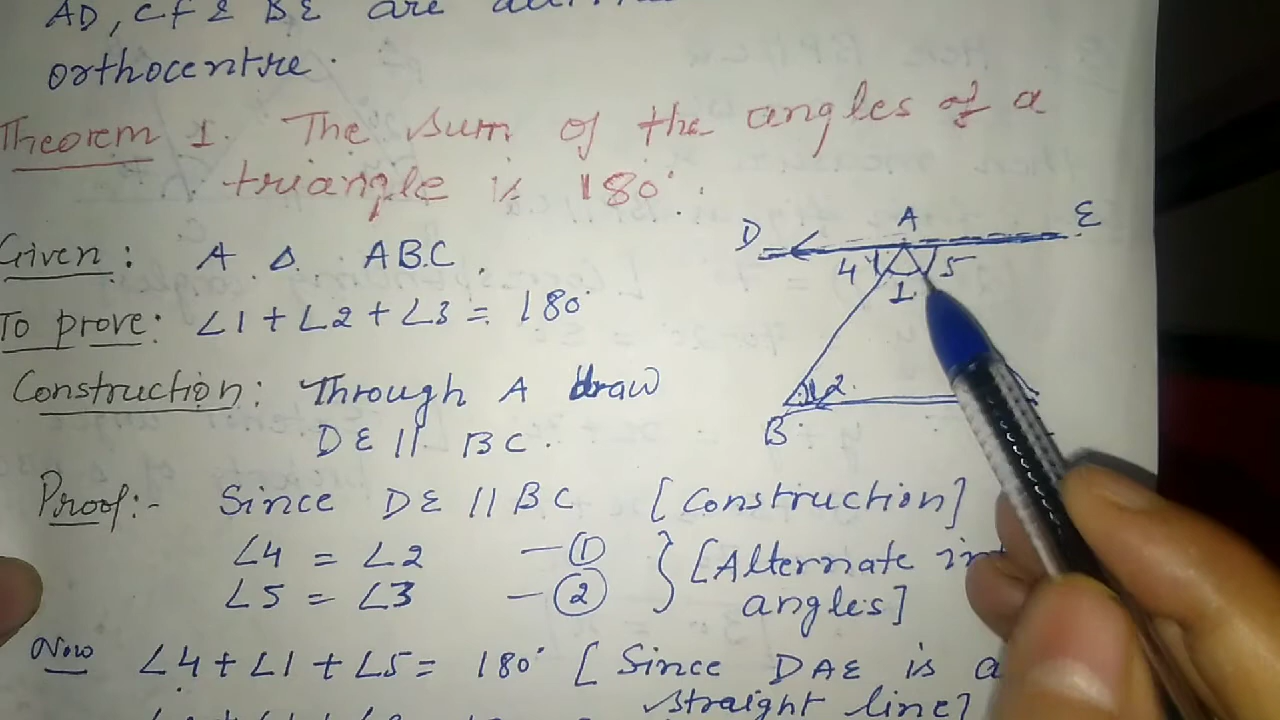 AD, CF & BE are
orthocentre.
Theorem 1. The sum of the angles of a
triangle is 180°.
Given: A Δ ABC.
To prove: ∠1 + ∠2 + ∠3 = 180°
Construction: Through A draw
DE || BC.
D A E
4 1 5
2
B
Proof:- Since DE || BC [Construction]
∠4 = ∠2 —①
∠5 = ∠3 —②
} [Alternate int
angles]
Now ∠4 + ∠1 + ∠5 = 180° [Since DAE is a
straight line]